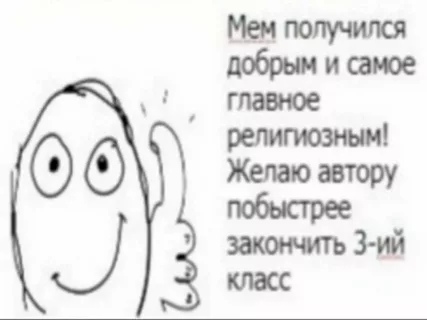 Мем получился
добрым и самое
главное
религиозным!
Желаю автору
побыстрее
закончить 3-ий
класс